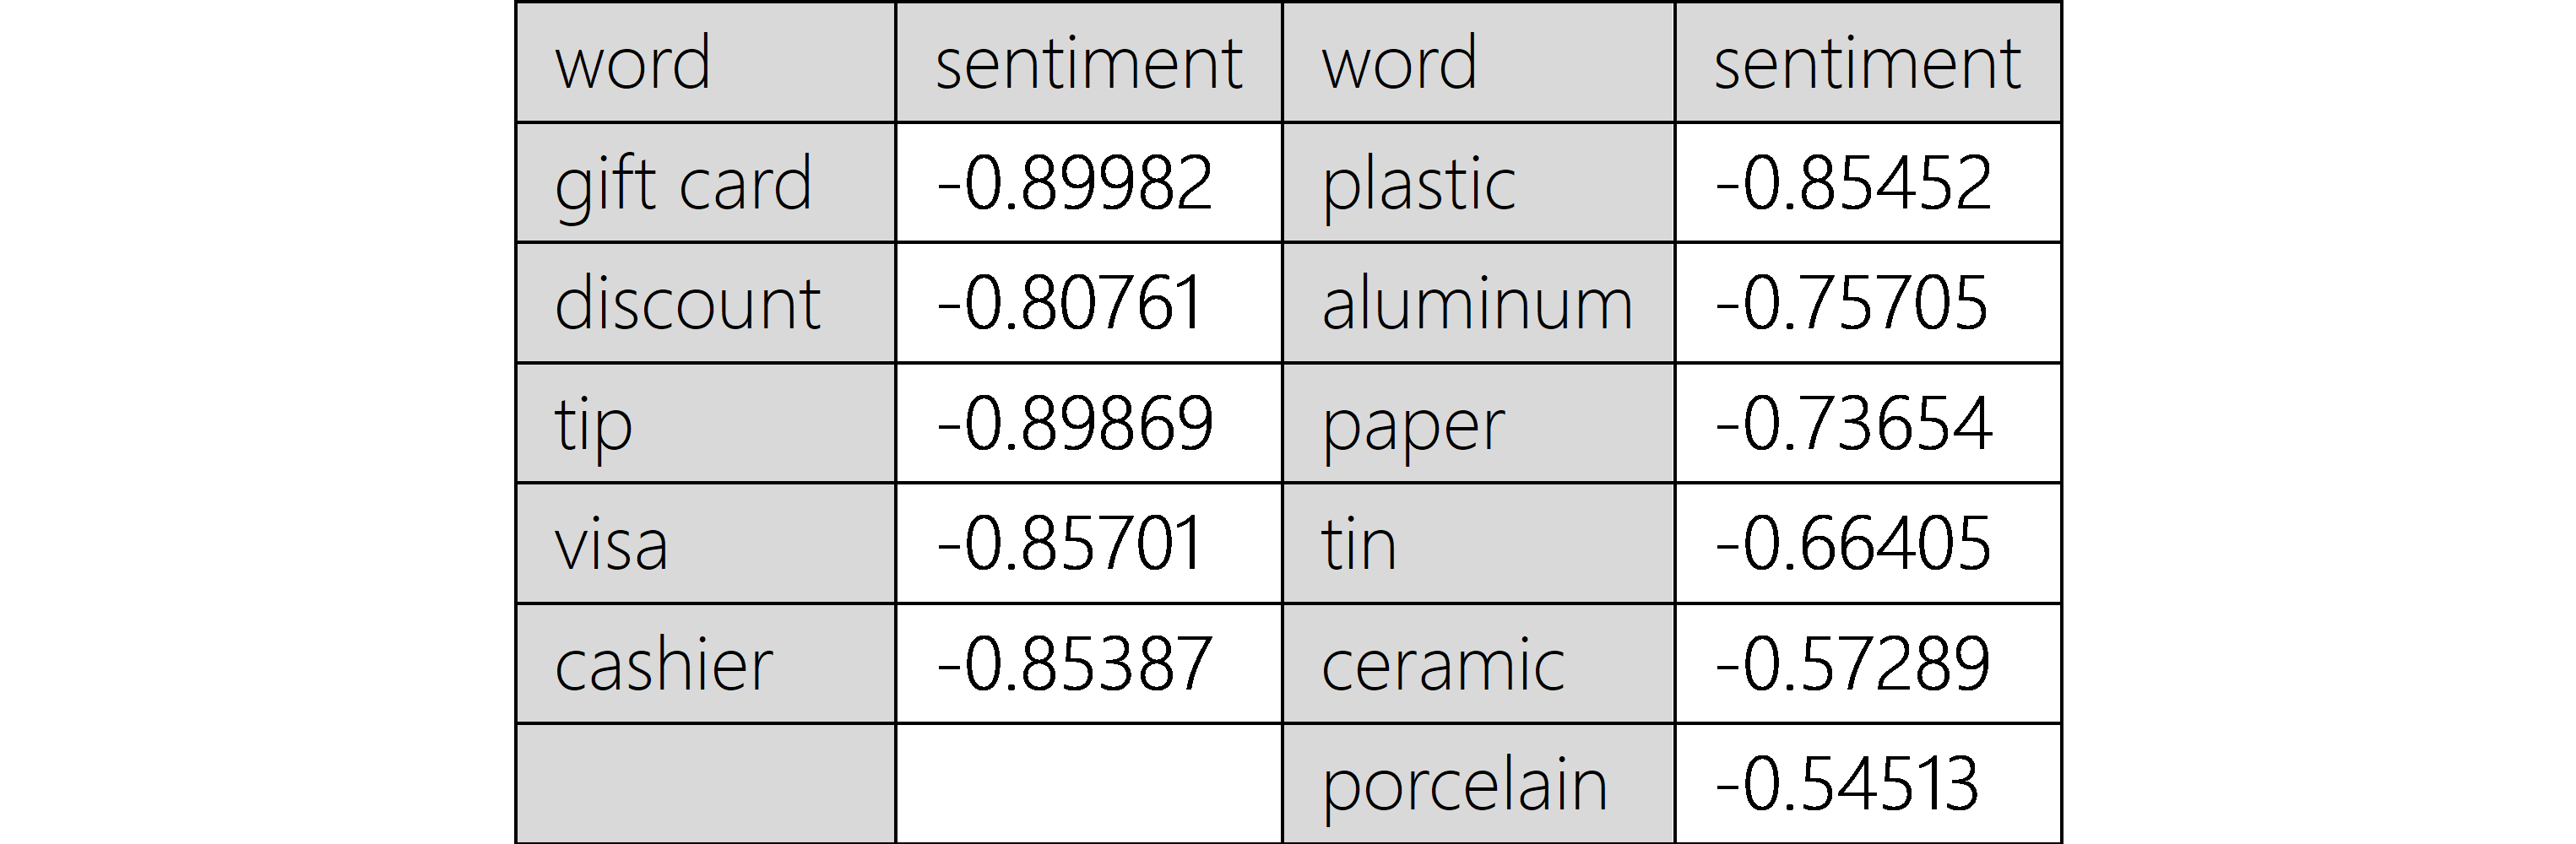 word sentiment word sentiment
gift card -0.89982 plastic -0.85452
discount -0.80761 aluminum -0.75705
tip -0.89869 paper -0.73654
visa -0.85701 tin -0.66405
cashier -0.85387 ceramic -0.57289
porcelain -0.54513